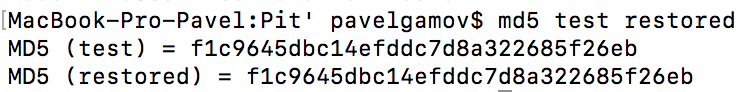 [MacBook-Pro-Pavel:Pit' pavelgamov$ md5 test restored
MD5 (test) = f1c9645dbc14efddc7d8a322685f26eb
MD5 (restored) = f1c9645dbc14efddc7d8a322685f26eb